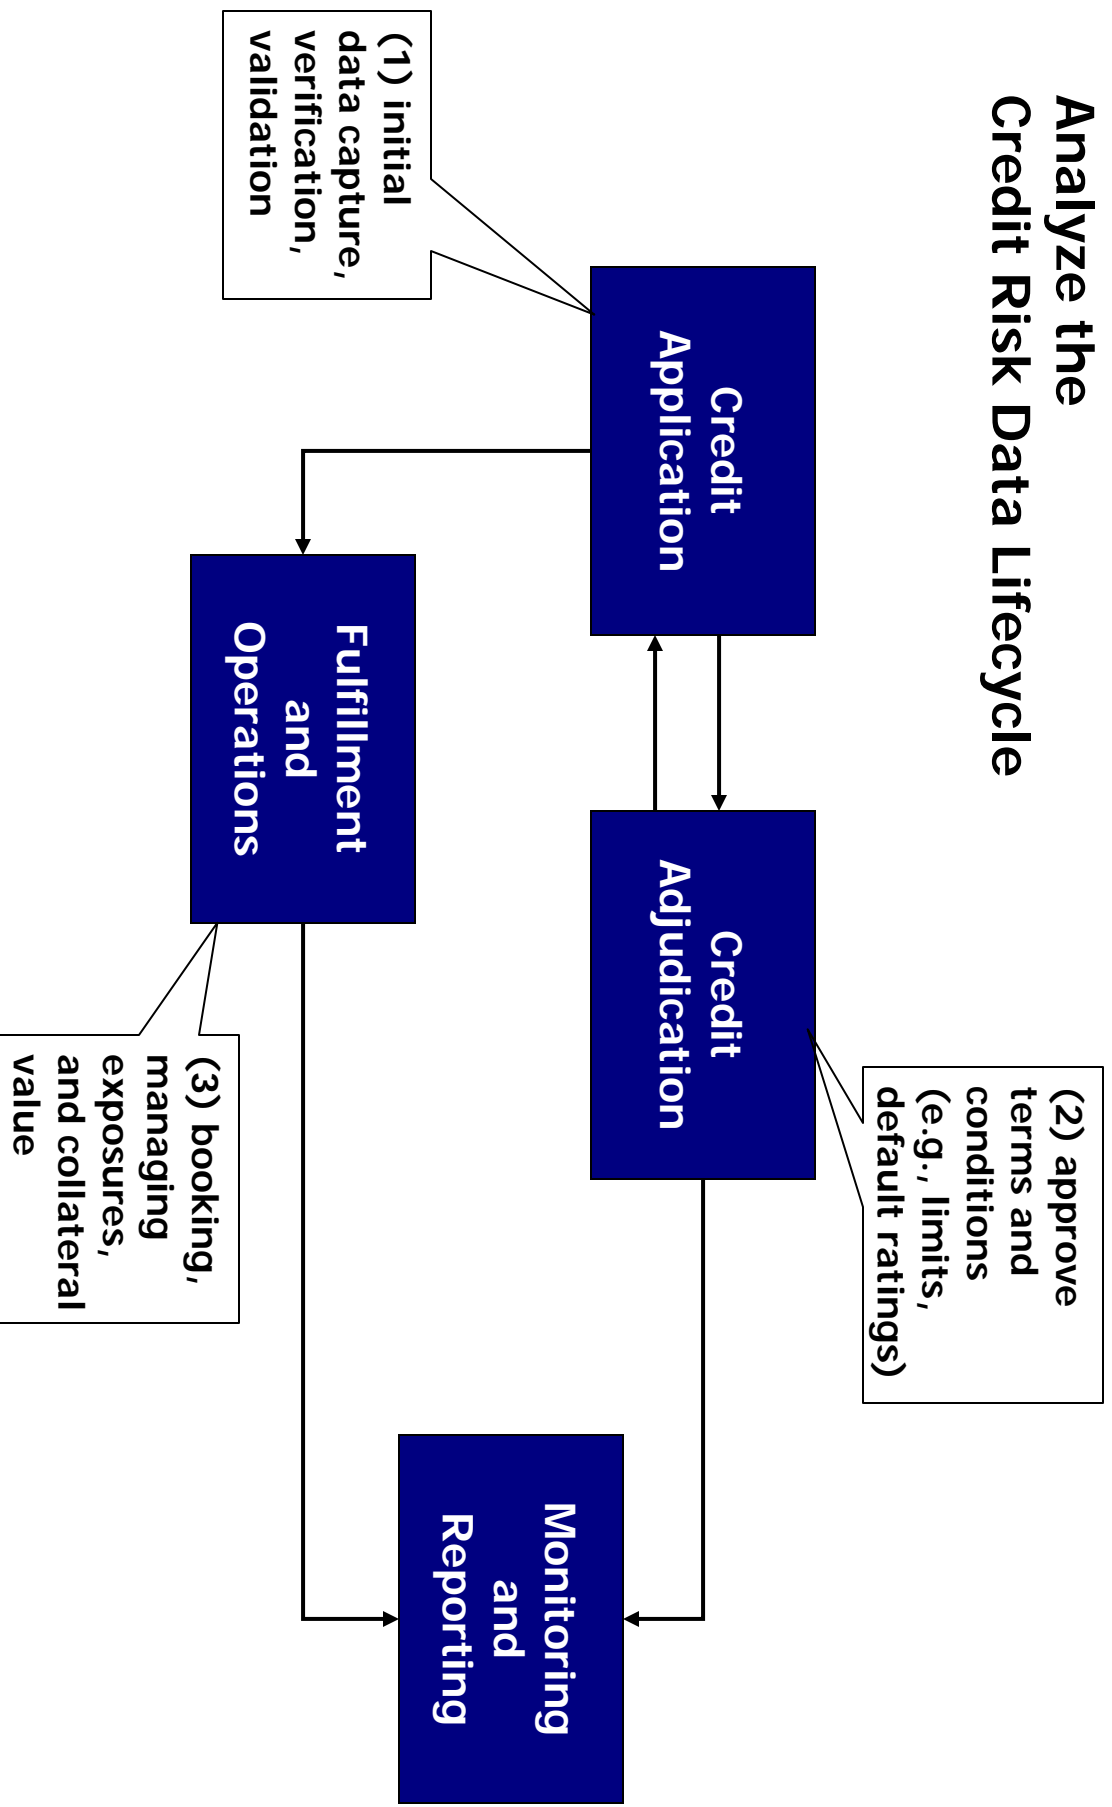 Analyze the
Credit Risk Data Lifecycle
(2) approve
terms and
conditions
(e.g., limits,
default ratings)
Credit
Application
Credit
Adjudication
(1) initial
data capture,
verification,
validation
Monitoring
and
Reporting
Fulfillment
and
Operations
(3) booking,
managing
exposures,
and collateral
value